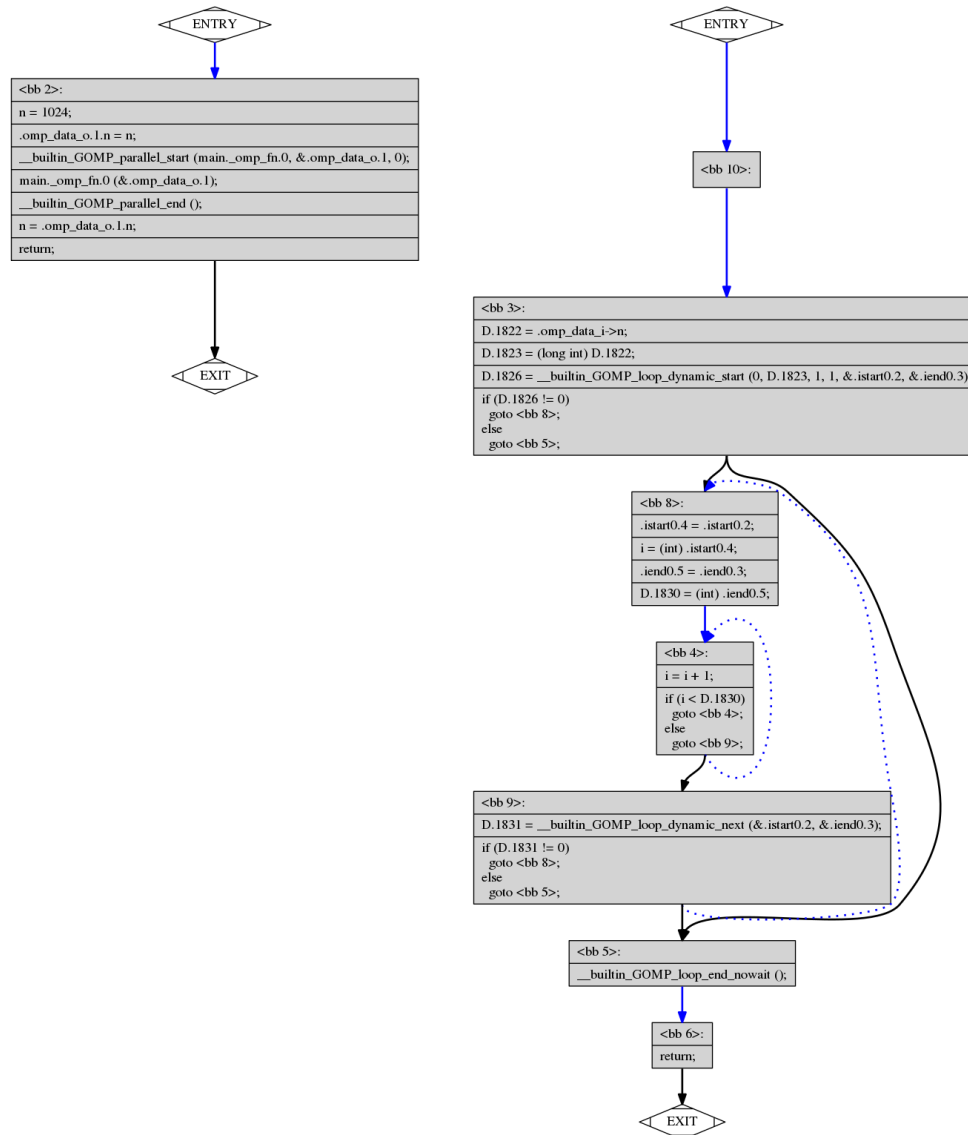 ENTRY
<bb 2>:
n = 1024;
.omp_data_o.1.n = n;
__builtin_GOMP_parallel_start (main._omp_fn.0, &.omp_data_o.1, 0);
main._omp_fn.0 (&.omp_data_o.1);
__builtin_GOMP_parallel_end ();
n = .omp_data_o.1.n;
return;
EXIT
ENTRY
<bb 10>:
<bb 3>:
D.1822 = .omp_data_i->n;
D.1823 = (long int) D.1822;
D.1826 = __builtin_GOMP_loop_dynamic_start (0, D.1823, 1, 1, &.istart0.2, &.iend0.3);
if (D.1826 != 0)
goto <bb 8>;
else
goto <bb 5>;
<bb 8>:
.istart0.4 = .istart0.2;
i = (int) .istart0.4;
.iend0.5 = .iend0.3;
D.1830 = (int) .iend0.5;
<bb 4>:
i = i + 1;
if (i < D.1830)
goto <bb 4>;
else
goto <bb 9>;
<bb 9>:
D.1831 = __builtin_GOMP_loop_dynamic_next (&.istart0.2, &.iend0.3);
if (D.1831 != 0)
goto <bb 8>;
else
goto <bb 5>;
<bb 5>:
__builtin_GOMP_loop_end_nowait ();
<bb 6>:
return;
EXIT